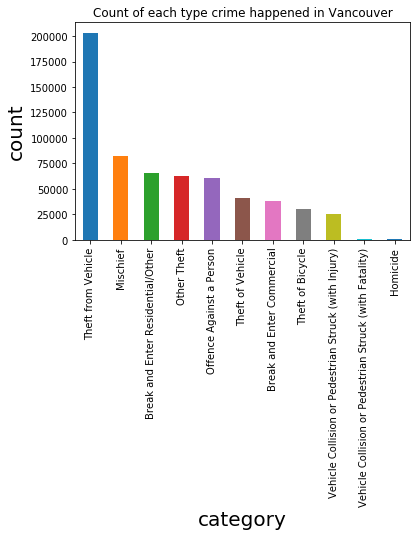 Count of each type crime happened in Vancouver
count
200000
175000
150000
125000
100000
75000
50000
25000
0
Theft from Vehicle
Mischief
Break and Enter Residential/Other
Other Theft
Offence Against a Person
Theft of Vehicle
Break and Enter Commercial
Theft of Bicycle
Vehicle Collision or Pedestrian Struck (with Injury)
Vehicle Collision or Pedestrian Struck (with Fatality)
Homicide
category